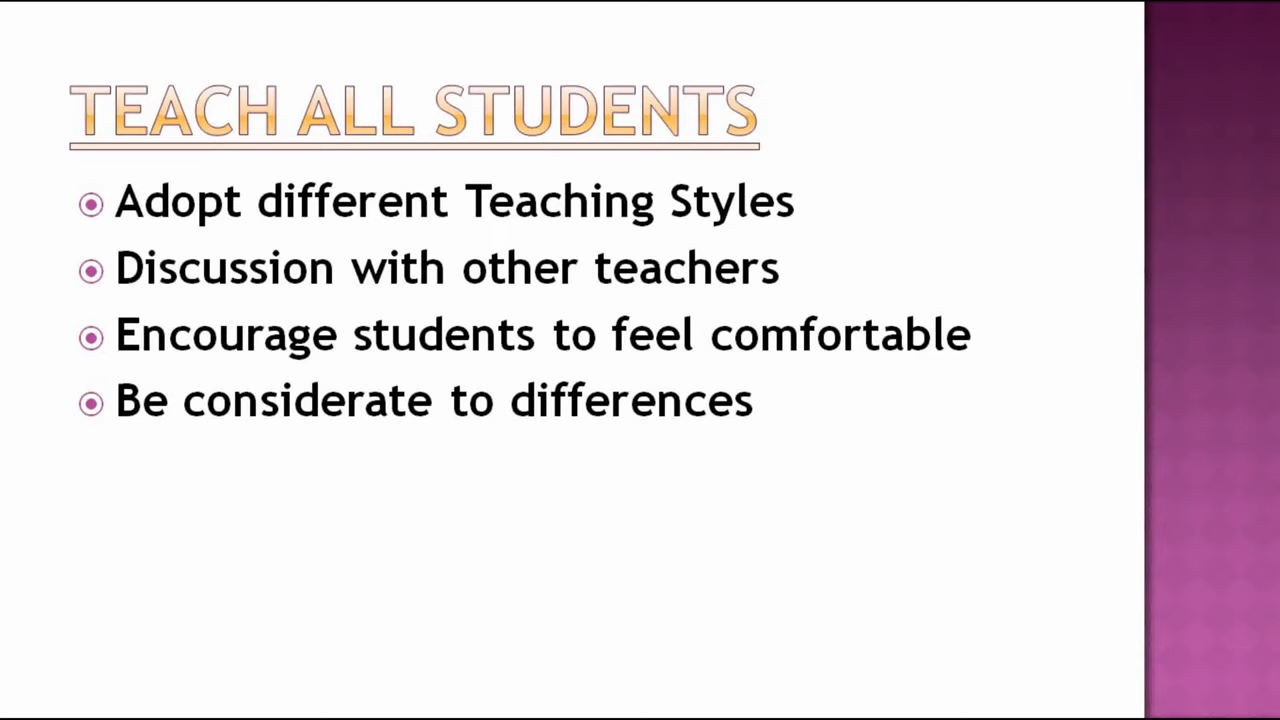 TEACH ALL STUDENTS
Adopt different Teaching Styles
Discussion with other teachers
Encourage students to feel comfortable
Be considerate to differences